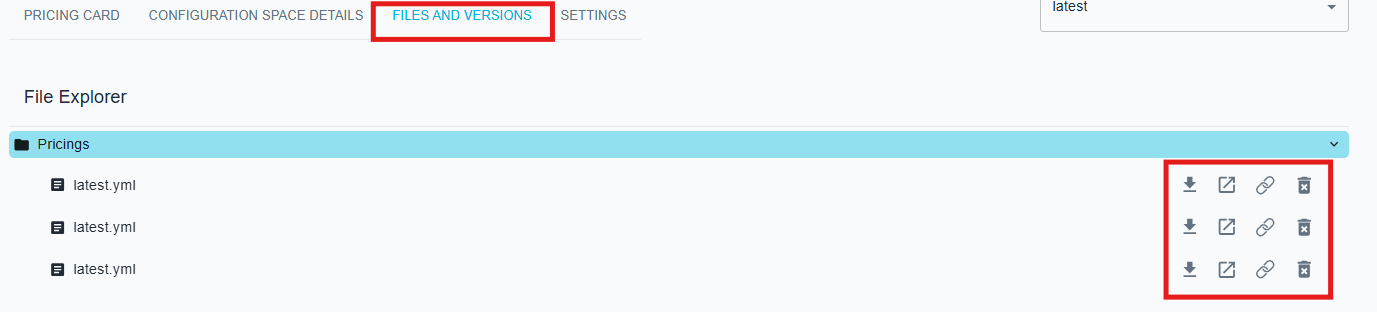 PRICING CARD CONFIGURATION SPACE DETAILS FILES AND VERSIONS SETTINGS
latest
File Explorer
Pricings
latest.yml
latest.yml
latest.yml